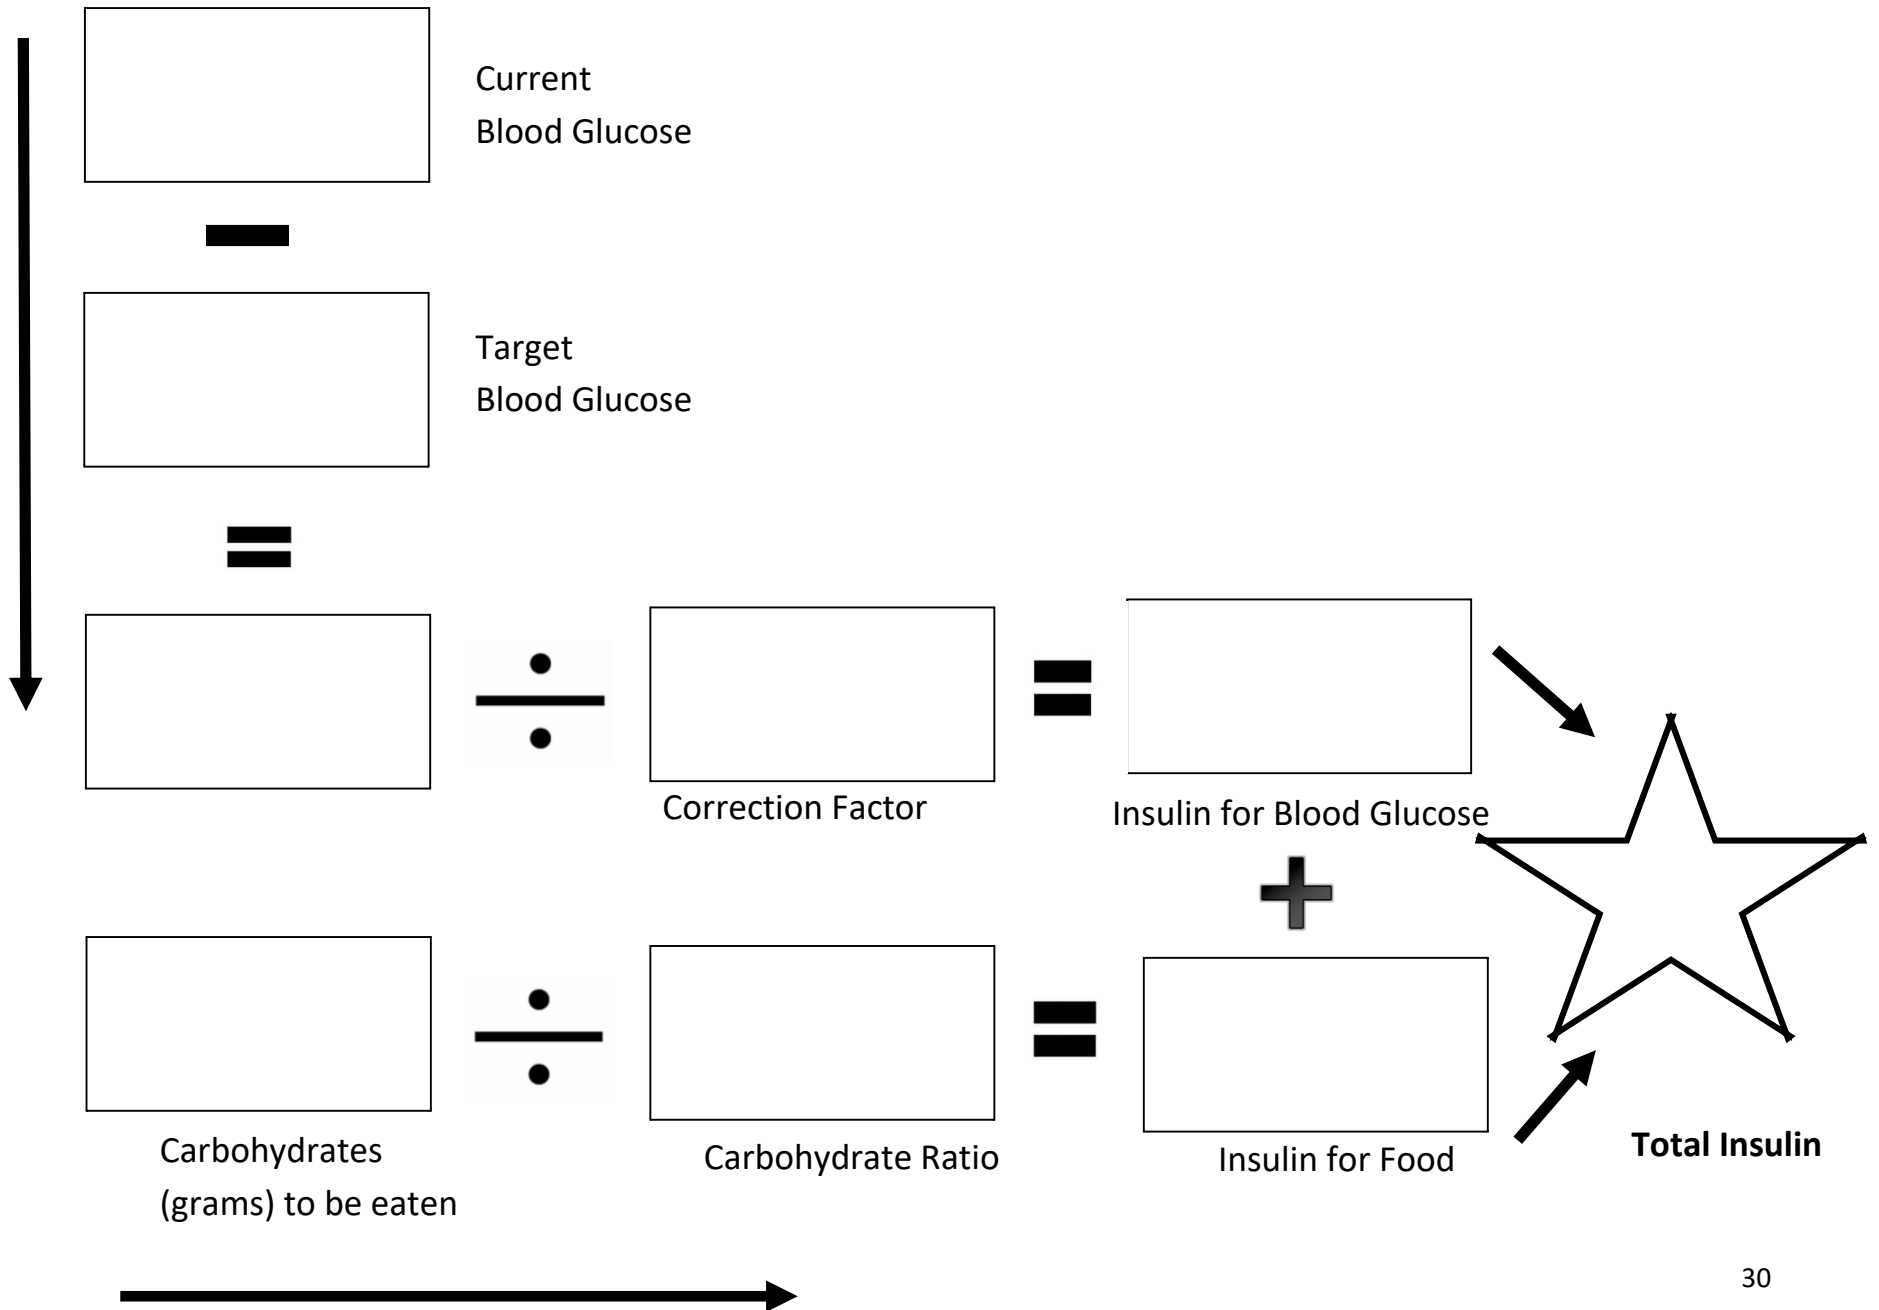 Current
Blood Glucose
Target
Blood Glucose
Correction Factor
Insulin for Blood Glucose
Carbohydrates
(grams) to be eaten
Carbohydrate Ratio
Insulin for Food
Total Insulin
30